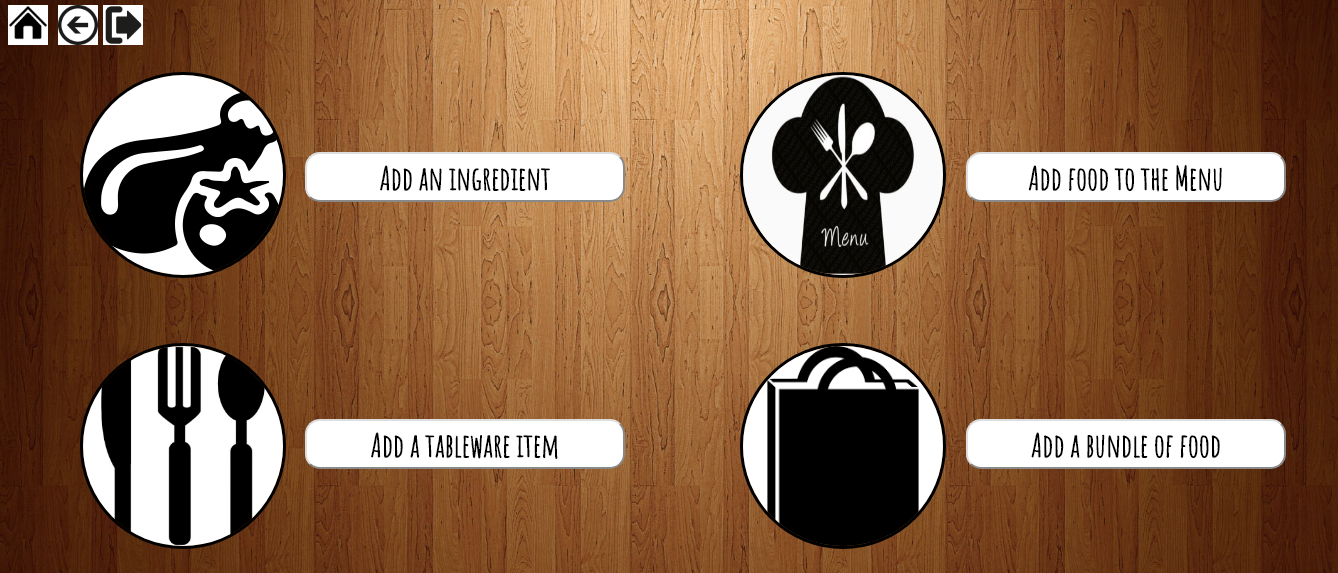 Add an ingredient
Add food to the Menu
Menu
Add a tableware item
Add a bundle of food